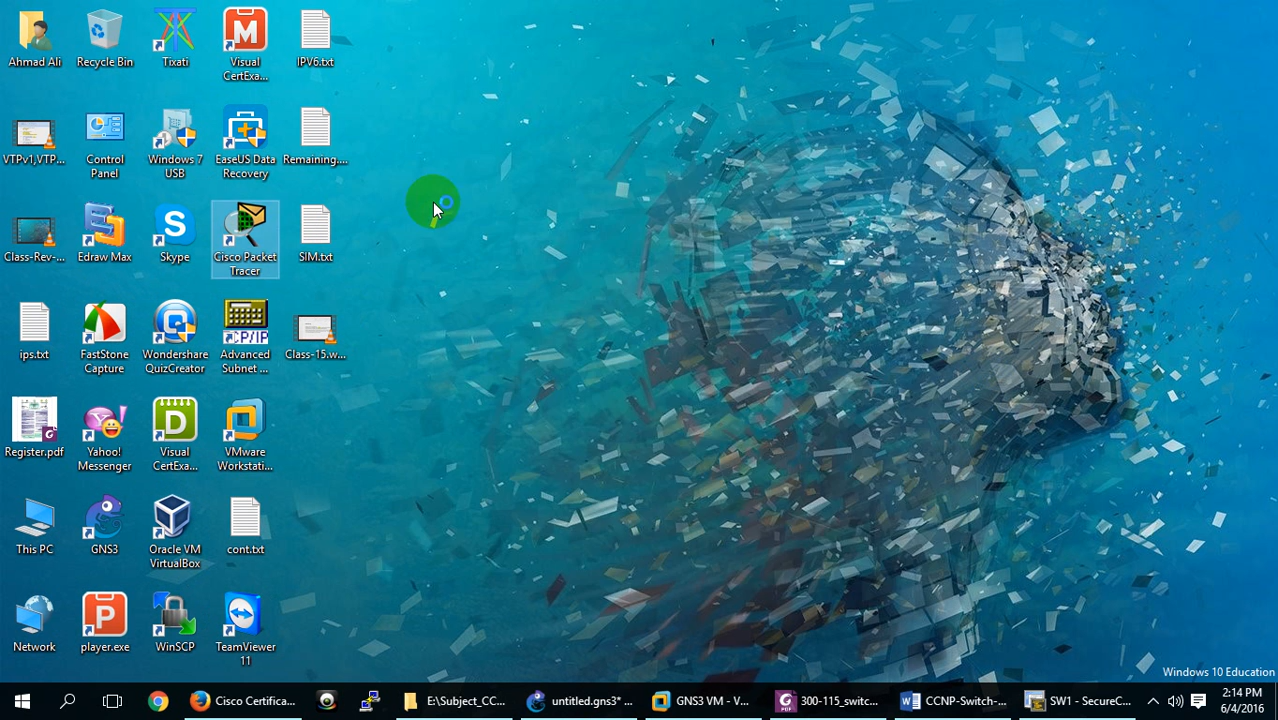 Ahmad Ali
Recycle Bin
Tixati
Visual
CertExa...
IPV6.txt
VTPv1,VTP...
Control
Panel
Windows 7
USB
EaseUS Data
Recovery
Remaining....
Class-Rev-...
Edraw Max
Skype
Cisco Packet
Tracer
SIM.txt
ips.txt
FastStone
Capture
Wondershare
QuizCreator
TCP/IP
Advanced
Subnet ...
Class-15.w...
Register.pdf
Yahoo!
Messenger
Visual
CertExa...
VMware
Workstati...
This PC
GNS3
Oracle VM
VirtualBox
cont.txt
Network
player.exe
WinSCP
TeamViewer
11
Windows 10 Education
Cisco Certifica...
E:\Subject_CC...
untitled.gns3* ...
GNS3 VM - V...
300-115_switc...
CCNP-Switch-...
SW1 - SecureC...
2:14 PM
6/4/2016